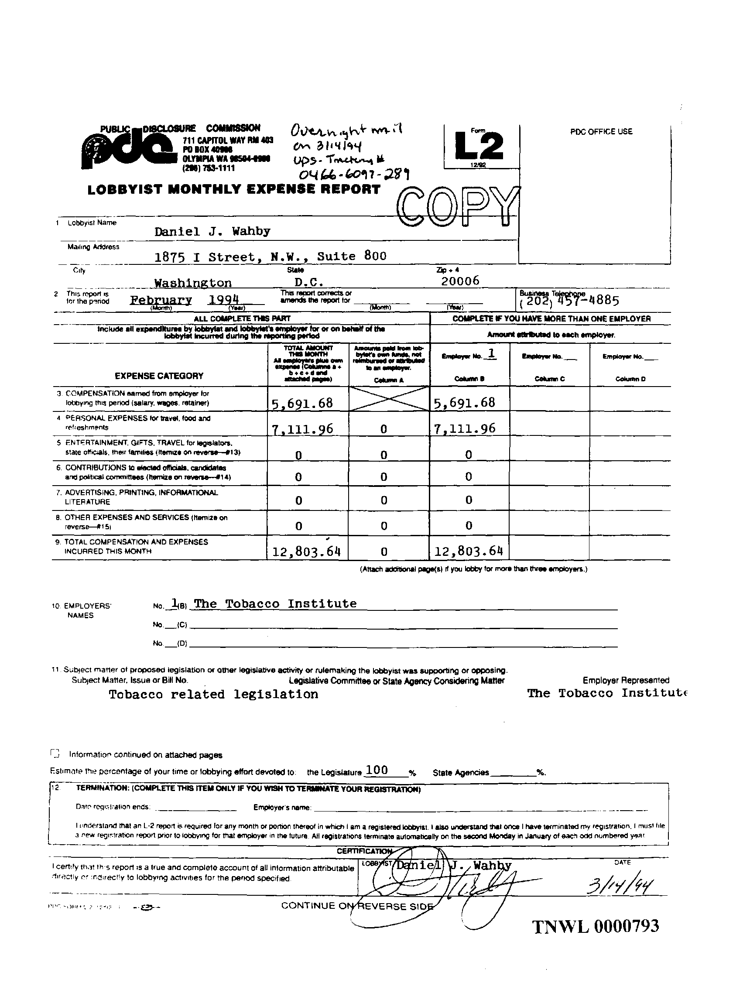 PUBLIC DISCLOSURE COMMISSION
pdc
711 CAPITOL WAY RM 403
PO BOX 40908
OLYMPIA WA 98504-0908
(206) 753-1111
Overnight mail
on 3/14/94
UPS- Tracking #
0466-6097-289
Form
L2
12/92
PDC OFFICE USE
LOBBYIST MONTHLY EXPENSE REPORT
COPY
1 Lobbyist Name
Daniel J. Wahby
Mailing Address
1875 I Street, N.W., Suite 800
City State Zip + 4
Washington D.C. 20006
2 This report is for the period February 1994 (Month) (Year)
This report corrects or amends the report for (Month) (Year)
Business Telephone (202) 457-4885
ALL COMPLETE THIS PART
COMPLETE IF YOU HAVE MORE THAN ONE EMPLOYER
Include all expenditures by lobbyist and lobbyist's employer for or on behalf of the
lobbyist incurred during the reporting period
Amount attributed to each employer.
EXPENSE CATEGORY
TOTAL AMOUNT
THIS MONTH
All employers plus own
expense (Columns a +
b + c + d and
attached pages)
Amounts paid from lob-
byist's own funds, not
reimbursed or attributed
to an employer.
Column A
Employer No. 1
Column B
Employer No.
Column C
Employer No.
Column D
3. COMPENSATION earned from employer for
lobbying this period (salary, wages, retainer) 5,691.68 5,691.68
4 PERSONAL EXPENSES for travel, food and
refreshments 7,111.96 0 7,111.96
5 ENTERTAINMENT, GIFTS, TRAVEL for legislators,
state officials, their families (Itemize on reverse—#13) 0 0 0
6. CONTRIBUTIONS to elected officials, candidates
and political committees (Itemize on reverse—#14) 0 0 0
7. ADVERTISING, PRINTING, INFORMATIONAL
LITERATURE 0 0 0
8. OTHER EXPENSES AND SERVICES (Itemize on
reverse—#15) 0 0 0
9. TOTAL COMPENSATION AND EXPENSES
INCURRED THIS MONTH 12,803.64 0 12,803.64
(Attach additional page(s) if you lobby for more than three employers.)
10. EMPLOYERS'
NAMES
No. 1 (B) The Tobacco Institute
No. (C)
No. (D)
11. Subject matter of proposed legislation or other legislative activity or rulemaking the lobbyist was supporting or opposing.
Subject Matter, Issue or Bill No. Legislative Committee or State Agency Considering Matter Employer Represented
Tobacco related legislation The Tobacco Institute
Information continued on attached pages
Estimate the percentage of your time or lobbying effort devoted to: the Legislature 100 % State Agencies %.
12. TERMINATION: (COMPLETE THIS ITEM ONLY IF YOU WISH TO TERMINATE YOUR REGISTRATION)
Date registration ends: Employer's name:
I understand that an L-2 report is required for any month or portion thereof in which I am a registered lobbyist. I also understand that once I have terminated my registration, I must file
a new registration report prior to lobbying for that employer in the future. All registrations terminate automatically on the second Monday in January of each odd numbered year.
CERTIFICATION
I certify that this report is a true and complete account of all information attributable
directly or indirectly to lobbying activities for the period specified.
LOBBYIST Daniel J. Wahby
DATE
3/14/94
CONTINUE ON REVERSE SIDE
TNWL 0000793